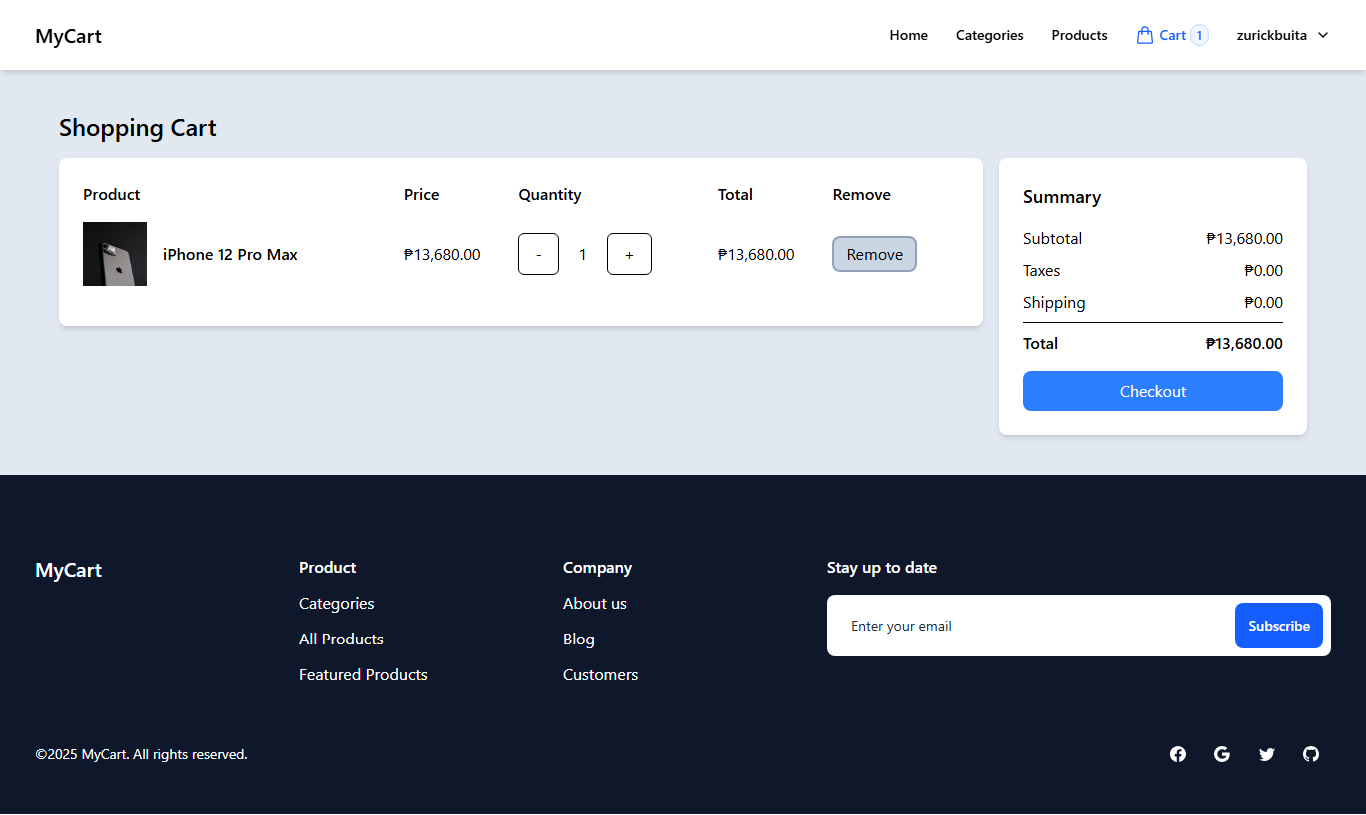 MyCart
Home Categories Products Cart 1 zurickbuita
Shopping Cart
Product Price Quantity Total Remove
iPhone 12 Pro Max ₱13,680.00 - 1 + ₱13,680.00 Remove
Summary
Subtotal ₱13,680.00
Taxes ₱0.00
Shipping ₱0.00
Total ₱13,680.00
Checkout
MyCart
Product
Categories
All Products
Featured Products
Company
About us
Blog
Customers
Stay up to date
Enter your email Subscribe
©2025 MyCart. All rights reserved.